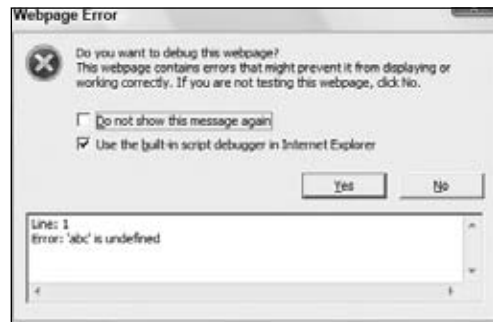 Webpage Error
Do you want to debug this webpage?
This webpage contains errors that might prevent it from displaying or
working correctly. If you are not testing this webpage, click No.
Do not show this message again
Use the built-in script debugger in Internet Explorer
Yes
No
Line: 1
Error: 'abc' is undefined